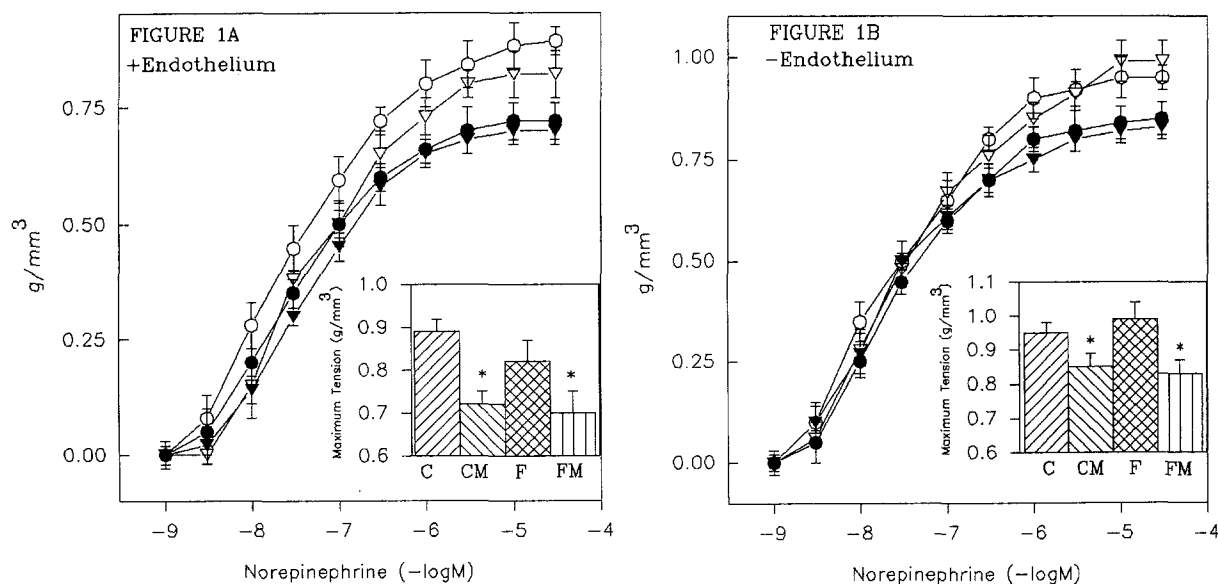 FIGURE 1A
+Endothelium
g/mm³
0.75
0.50
0.25
0.00
−9
−8
−7
−6
−5
−4
Norepinephrine (−logM)
Maximum Tension (g/mm³)
1.0
0.9
0.8
0.7
0.6
*
*
C
CM
F
FM
FIGURE 1B
−Endothelium
g/mm³
1.00
0.75
0.50
0.25
0.00
−9
−8
−7
−6
−5
−4
Norepinephrine (−logM)
Maximum Tension (g/mm³)
1.1
1.0
0.9
0.8
0.7
0.6
*
*
C
CM
F
FM